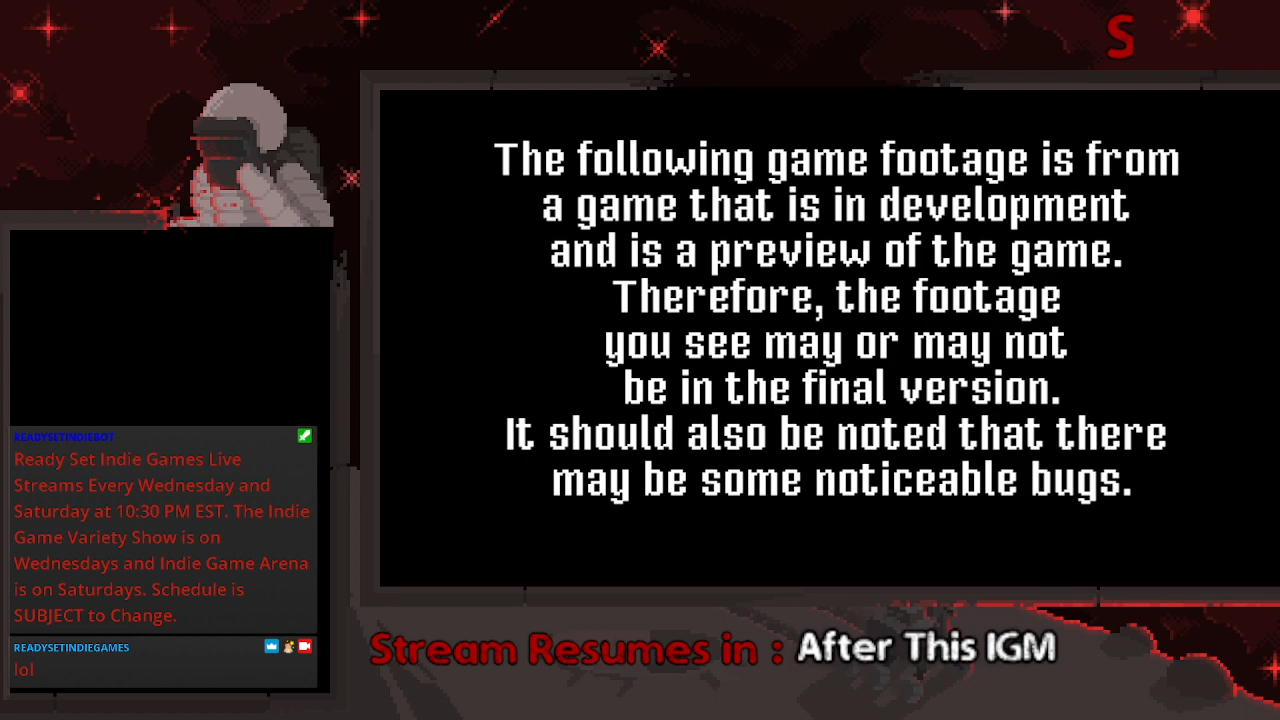 S
The following game footage is from
a game that is in development
and is a preview of the game.
Therefore, the footage
you see may or may not
be in the final version.
It should also be noted that there
may be some noticeable bugs.
READYSETINDIEBOT
Ready Set Indie Games Live
Streams Every Wednesday and
Saturday at 10:30 PM EST. The Indie
Game Variety Show is on
Wednesdays and Indie Game Arena
is on Saturdays. Schedule is
SUBJECT to Change.
READYSETINDIEGAMES
lol
Stream Resumes in : After This IGM